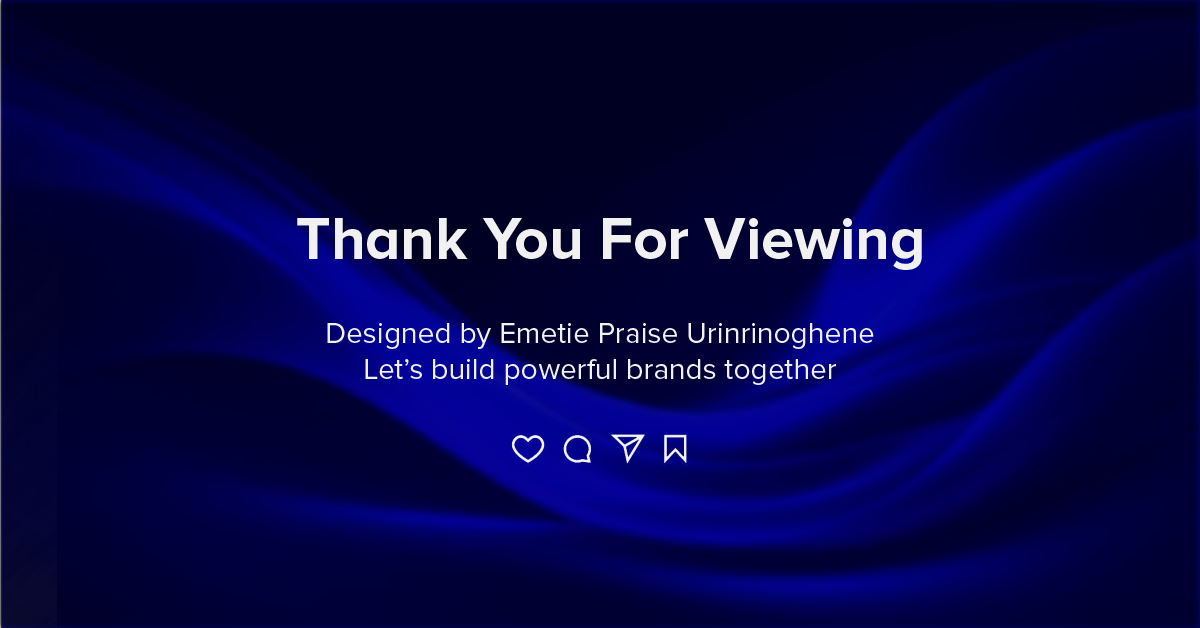 Thank You For Viewing
Designed by Emetie Praise Urinrinoghene
Let’s build powerful brands together